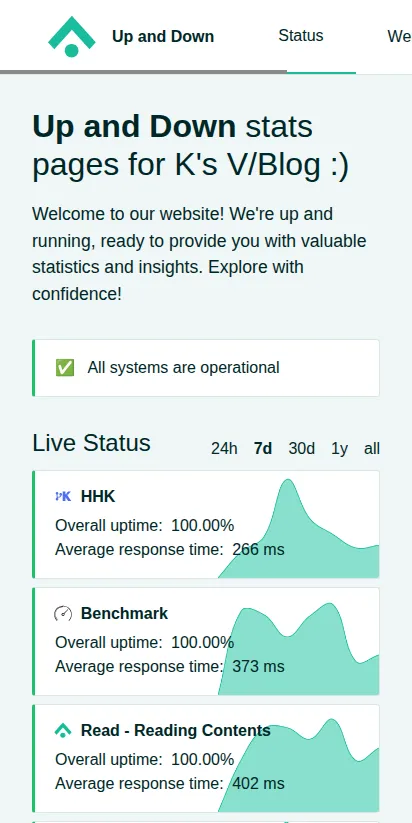 Up and Down
Status
We
Up and Down stats
pages for K's V/Blog :)
Welcome to our website! We're up and
running, ready to provide you with valuable
statistics and insights. Explore with
confidence!
All systems are operational
Live Status
24h 7d 30d 1y all
HHK
Overall uptime: 100.00%
Average response time: 266 ms
Benchmark
Overall uptime: 100.00%
Average response time: 373 ms
Read - Reading Contents
Overall uptime: 100.00%
Average response time: 402 ms